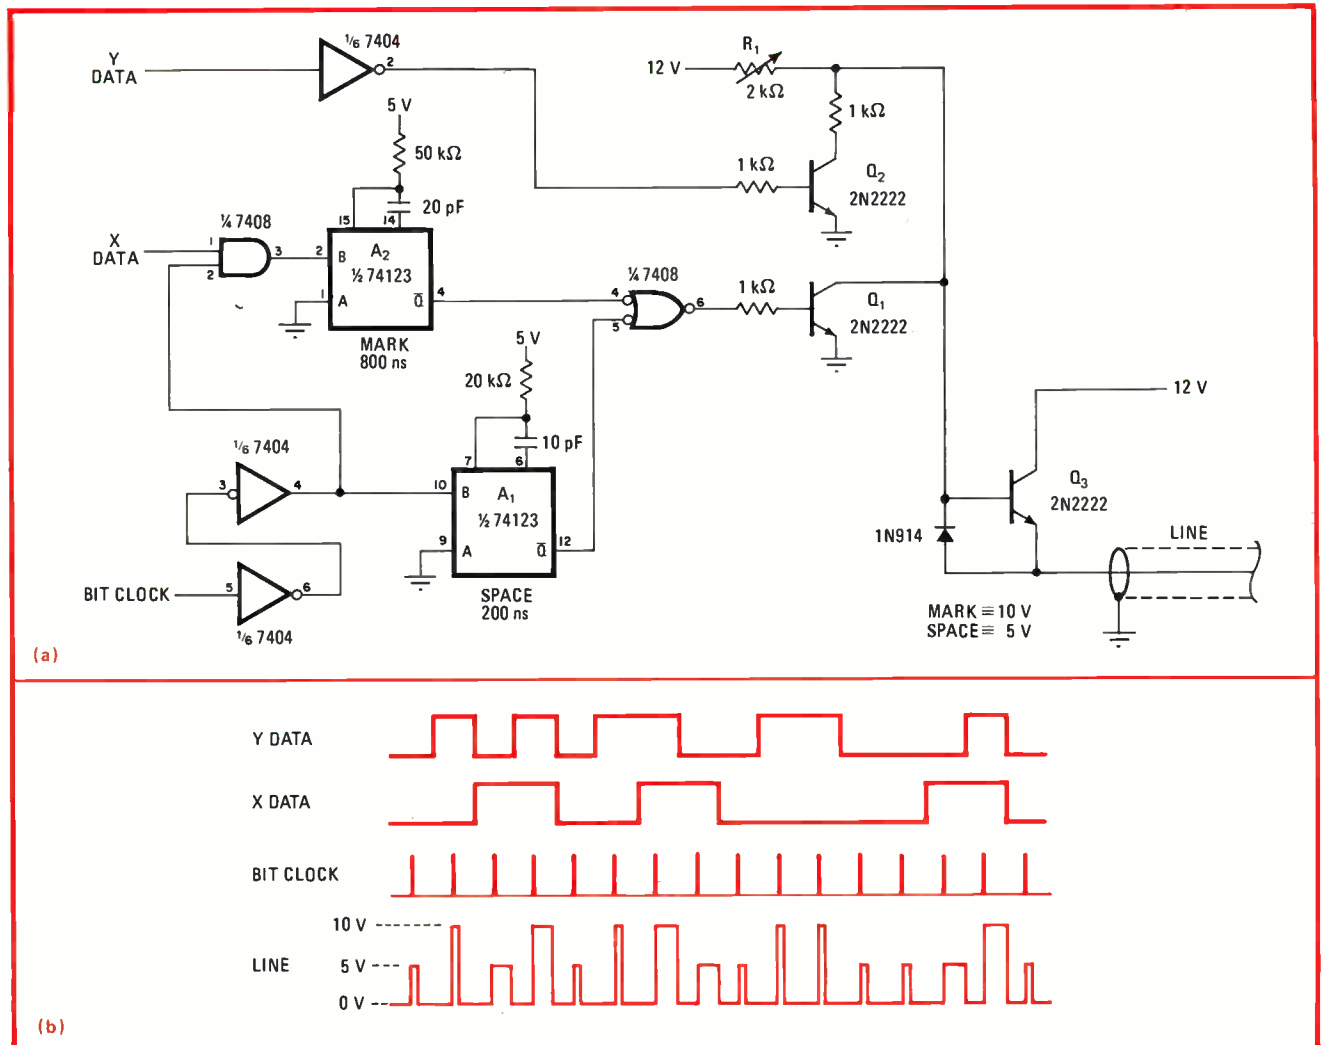 Y
DATA
1/6 7404
2
5 V
50 kΩ
20 pF
15
14
12 V
R1
2 kΩ
1 kΩ
1 kΩ
Q2
2N2222
1/4 7408
X
DATA
1
2
3
2
B
A2
1/2 74123
1
A
Q̅
4
MARK
800 ns
1/4 7408
4
5
6
1 kΩ
Q1
2N2222
5 V
20 kΩ
10 pF
7
6
12 V
1/6 7404
3
4
10
B
A1
1/2 74123
9
A
Q̅
12
SPACE
200 ns
Q3
2N2222
1N914
LINE
BIT CLOCK
5
6
1/6 7404
MARK ≡ 10 V
SPACE ≡ 5 V
(a)
Y DATA
X DATA
BIT CLOCK
10 V
LINE
5 V
0 V
(b)